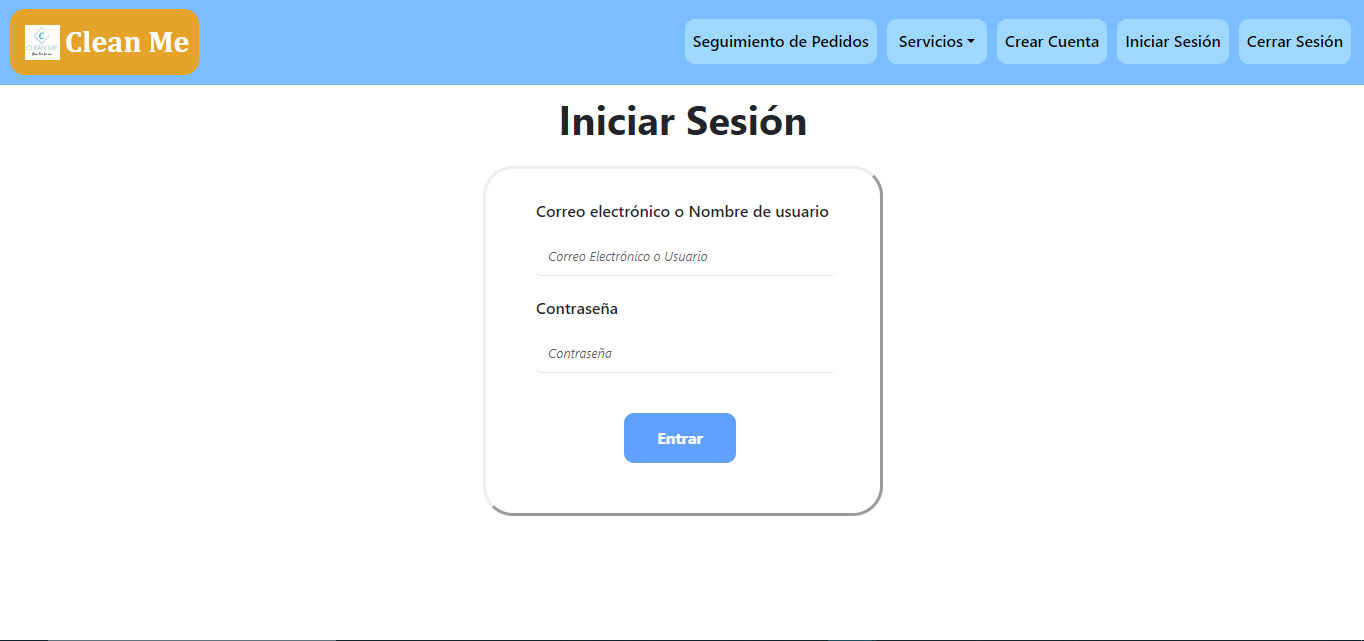 CLEAN ME
Clean Me
Seguimiento de Pedidos
Servicios
Crear Cuenta
Iniciar Sesión
Cerrar Sesión
Iniciar Sesión
Correo electrónico o Nombre de usuario
Correo Electrónico o Usuario
Contraseña
Contraseña
Entrar